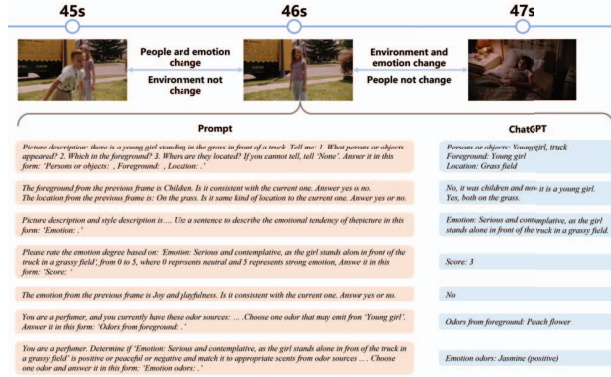 45s
46s
47s
People and emotion
change
Environment not
change
Environment and
emotion change
People not change
Prompt
ChatGPT
Picture description: there is a young girl standing in the grass in front of a truck. Tell me: 1. What persons or objects
appeared? 2. Which in the foreground? 3. Where are they located? If you cannot tell, tell 'None'. Answer it in this
form: 'Persons or objects: , Foreground: , Location: .'
Persons or objects: Young girl, truck
Foreground: Young girl
Location: Grass field
The foreground from the previous frame is Children. Is it consistent with the current one. Answer yes or no.
The location from the previous frame is: On the grass. Is it same kind of location to the current one. Answer yes or no.
No, it was children and now it is a young girl.
Yes, both on the grass.
Picture description and style description is .... Use a sentence to describe the emotional tendency of the picture in this
form: 'Emotion: .'
Emotion: Serious and contemplative, as the girl
stands alone in front of the truck in a grassy field.
Please rate the emotion degree based on: 'Emotion: Serious and contemplative, as the girl stands alone in front of the
truck in a grassy field', from 0 to 5, where 0 represents neutral and 5 represents strong emotion, Answer it in this
form: 'Score: '
Score: 3
The emotion from the previous frame is Joy and playfulness. Is it consistent with the current one. Answer yes or no.
No
You are a perfumer, and you currently have these odor sources: ... .Choose one odor that may emit from 'Young girl'.
Answer it in this form: 'Odors from foreground: .'
Odors from foreground: Peach flower
You are a perfumer. Determine if 'Emotion: Serious and contemplative, as the girl stands alone in front of the truck in
a grassy field' is positive or peaceful or negative and match it to appropriate scents from odor sources ... . Choose
one odor and answer it in this form: 'Emotion odors: .'
Emotion odors: Jasmine (positive)